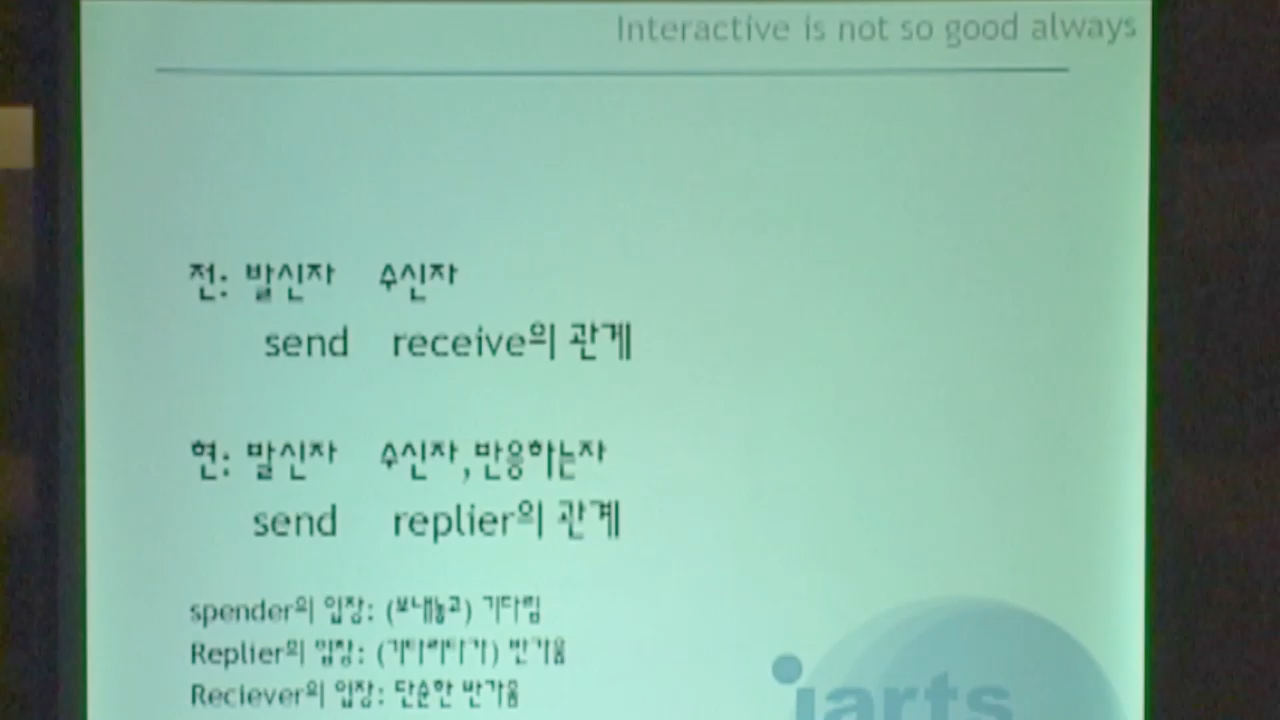 Interactive is not so good always
전: 발신자 수신자
send receive의 관계
현: 발신자 수신자,반응하는자
send replier의 관계
spender의 입장: (보내놓고) 기다림
Replier의 입장: (기다리다가) 반가움
Reciever의 입장: 단순한 반가움
iarts